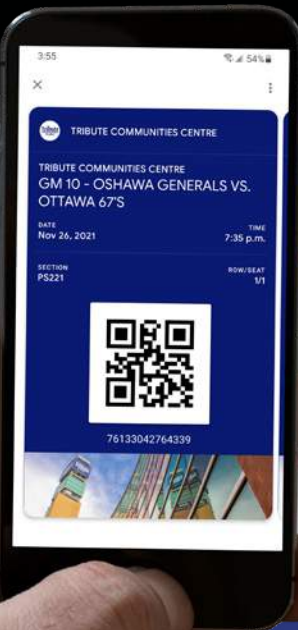 3:55
54%
TRIBUTE COMMUNITIES CENTRE
TRIBUTE COMMUNITIES CENTRE
GM 10 - OSHAWA GENERALS VS.
OTTAWA 67'S
DATE TIME
Nov 26, 2021 7:35 p.m.
SECTION ROW/SEAT
PS221 1/1
76133042764339